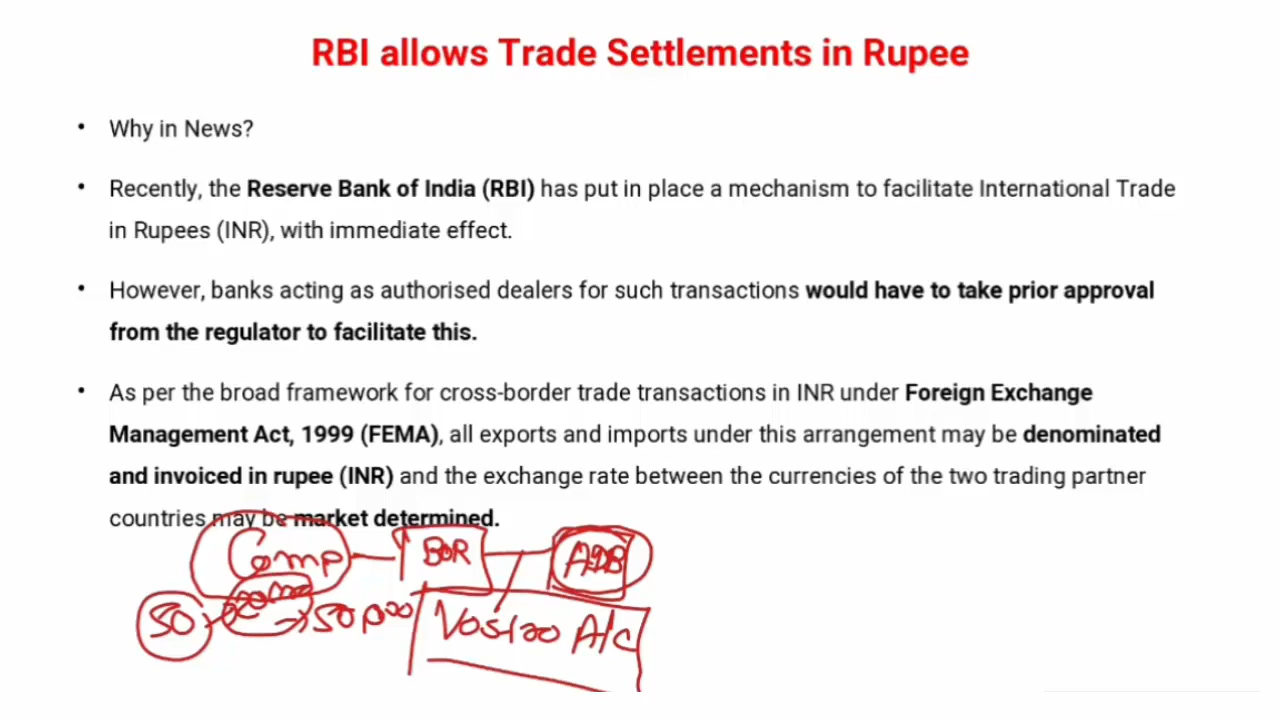 RBI allows Trade Settlements in Rupee
• Why in News?
• Recently, the Reserve Bank of India (RBI) has put in place a mechanism to facilitate International Trade
in Rupees (INR), with immediate effect.
• However, banks acting as authorised dealers for such transactions would have to take prior approval
from the regulator to facilitate this.
• As per the broad framework for cross-border trade transactions in INR under Foreign Exchange
Management Act, 1999 (FEMA), all exports and imports under this arrangement may be denominated
and invoiced in rupee (INR) and the exchange rate between the currencies of the two trading partner
countries may be market determined.
Comp BOR ADB
50 50,000 Vostro A/c